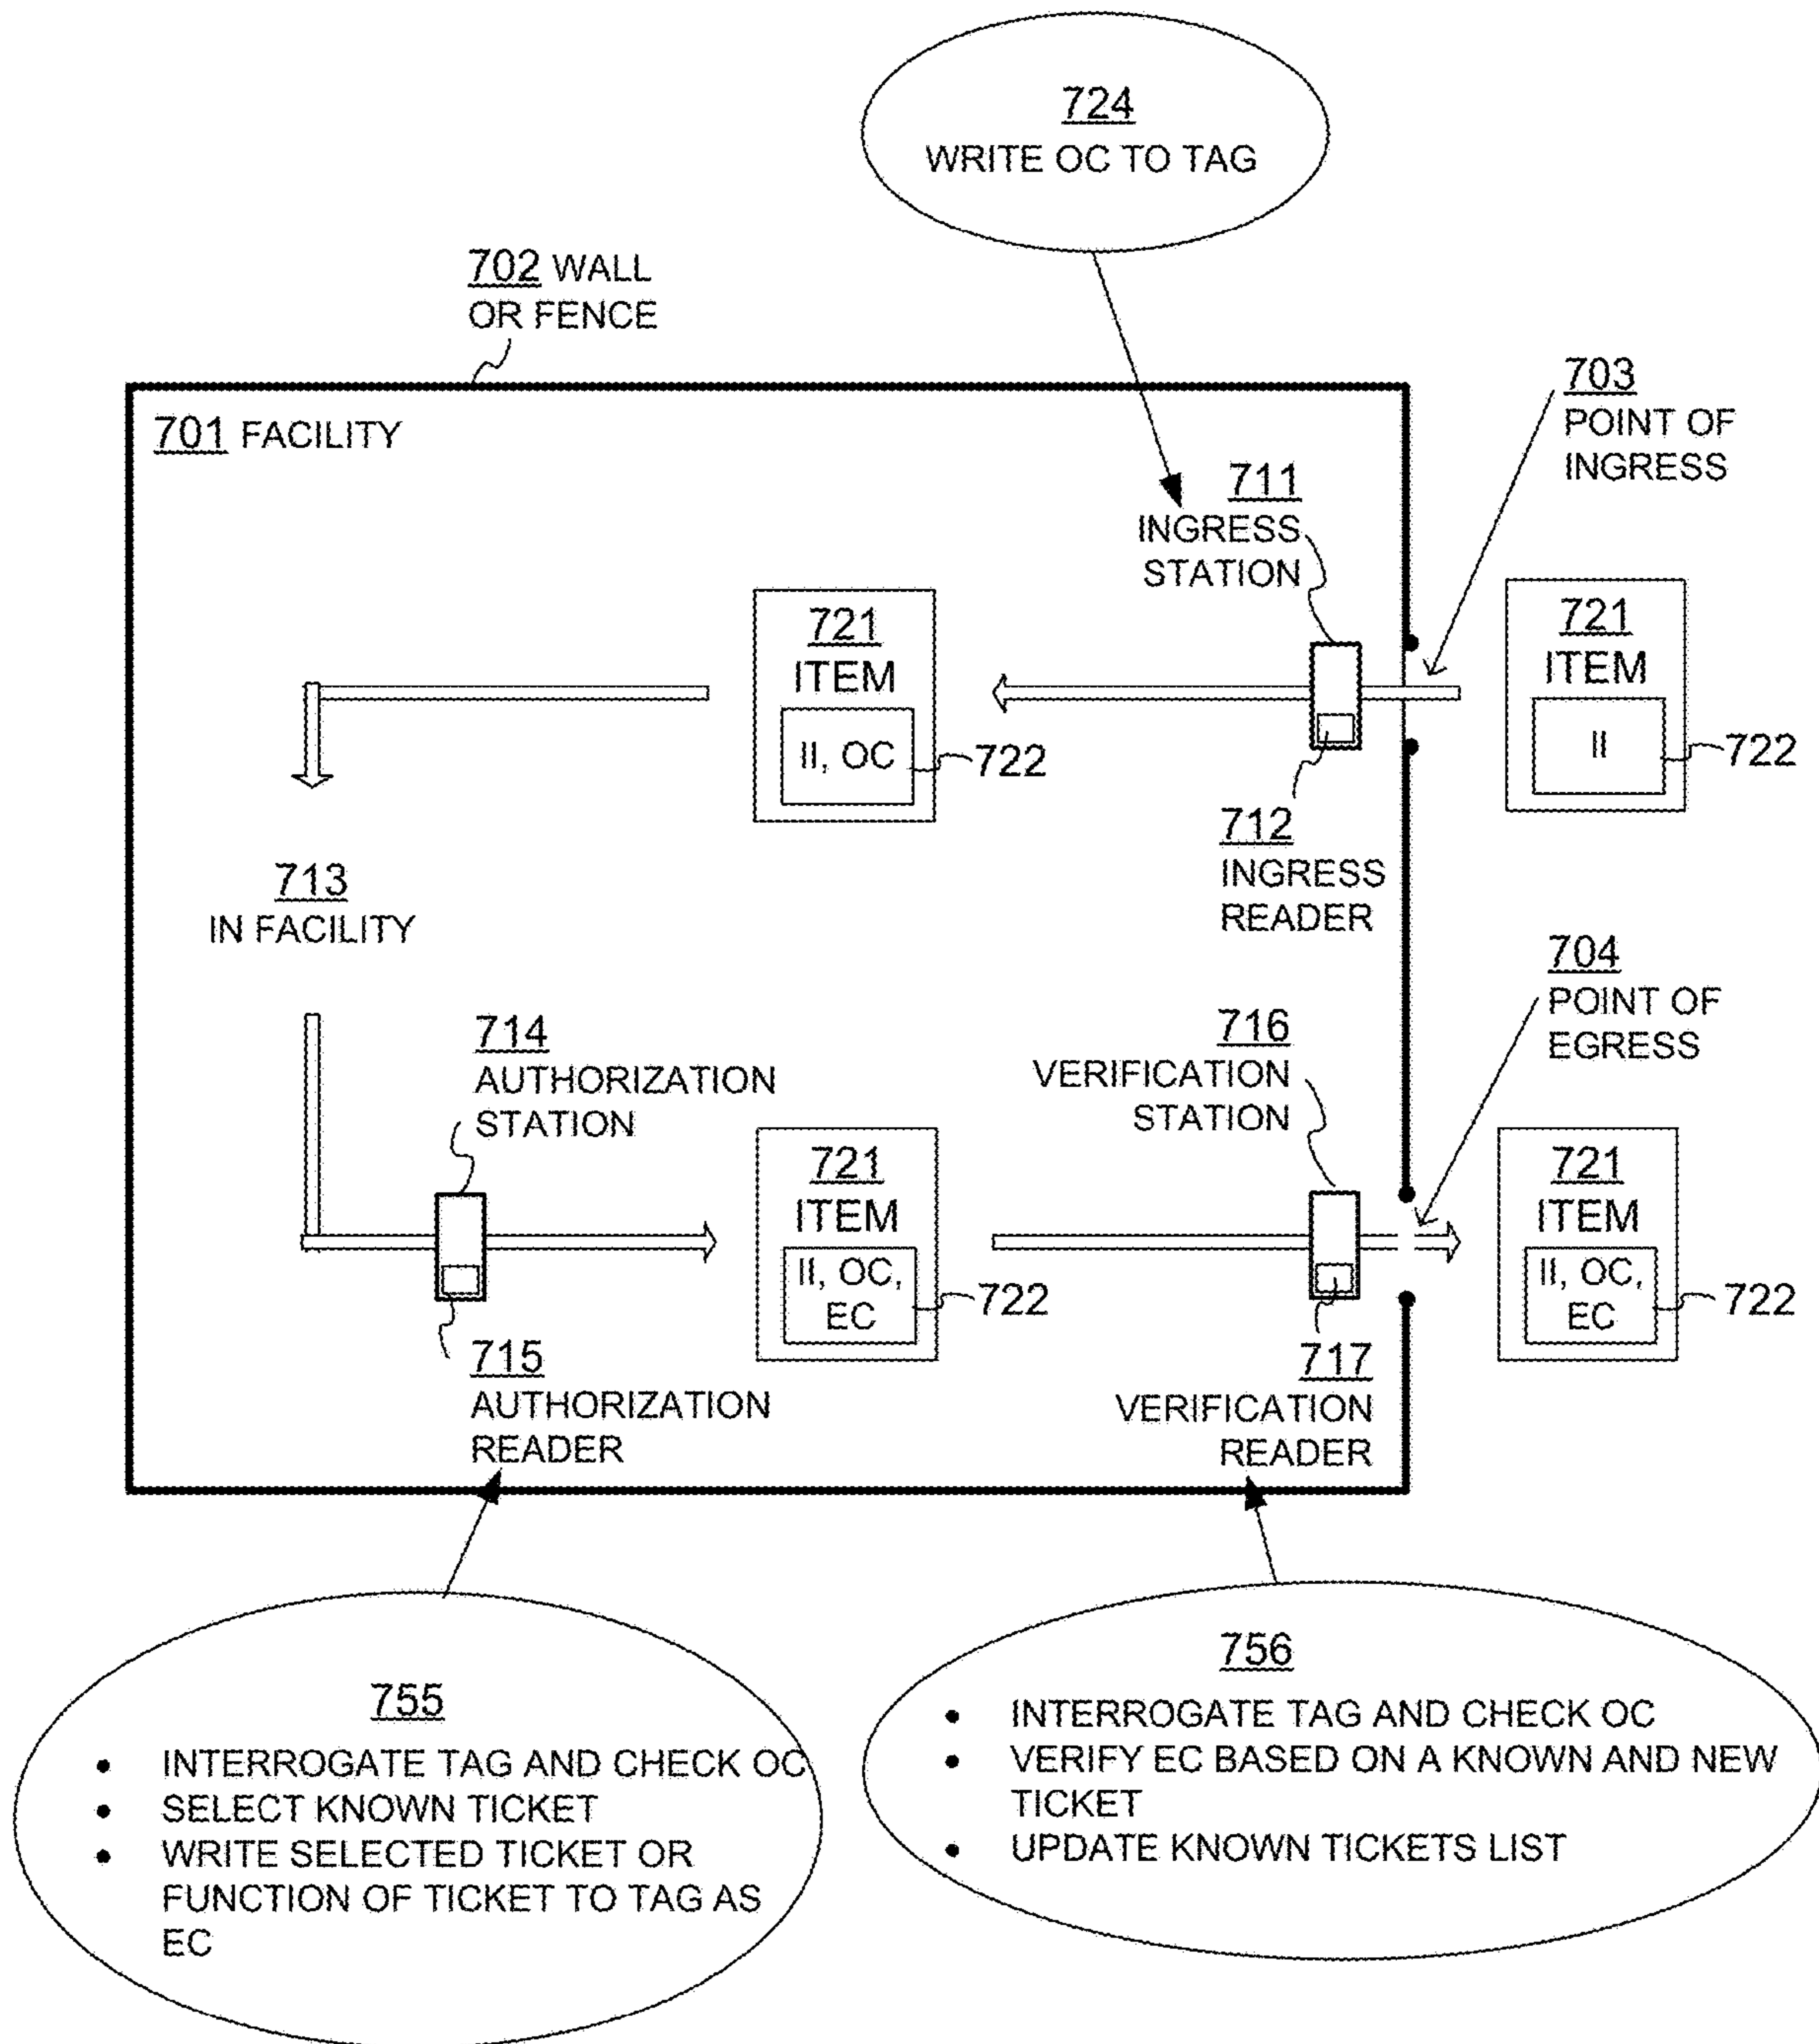 724
WRITE OC TO TAG
702 WALL
OR FENCE
703
POINT OF
INGRESS
701 FACILITY
711
INGRESS
STATION
721
ITEM
II, OC
722
721
ITEM
II
722
712
INGRESS
READER
713
IN FACILITY
704
POINT OF
EGRESS
714
AUTHORIZATION
STATION
716
VERIFICATION
STATION
721
ITEM
II, OC,
EC
722
721
ITEM
II, OC,
EC
722
715
AUTHORIZATION
READER
717
VERIFICATION
READER
755
• INTERROGATE TAG AND CHECK OC
• SELECT KNOWN TICKET
• WRITE SELECTED TICKET OR
FUNCTION OF TICKET TO TAG AS
EC
756
• INTERROGATE TAG AND CHECK OC
• VERIFY EC BASED ON A KNOWN AND NEW
TICKET
• UPDATE KNOWN TICKETS LIST